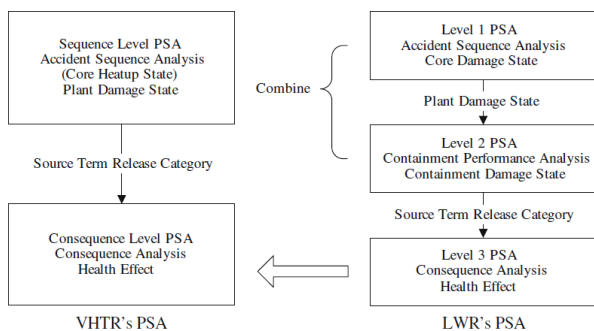 Sequence Level PSA
Accident Sequence Analysis
(Core Heatup State)
Plant Damage State
Source Term Release Category
Consequence Level PSA
Consequence Analysis
Health Effect
VHTR's PSA
Combine
Level 1 PSA
Accident Sequence Analysis
Core Damage State
Plant Damage State
Level 2 PSA
Containment Performance Analysis
Containment Damage State
Source Term Release Category
Level 3 PSA
Consequence Analysis
Health Effect
LWR's PSA